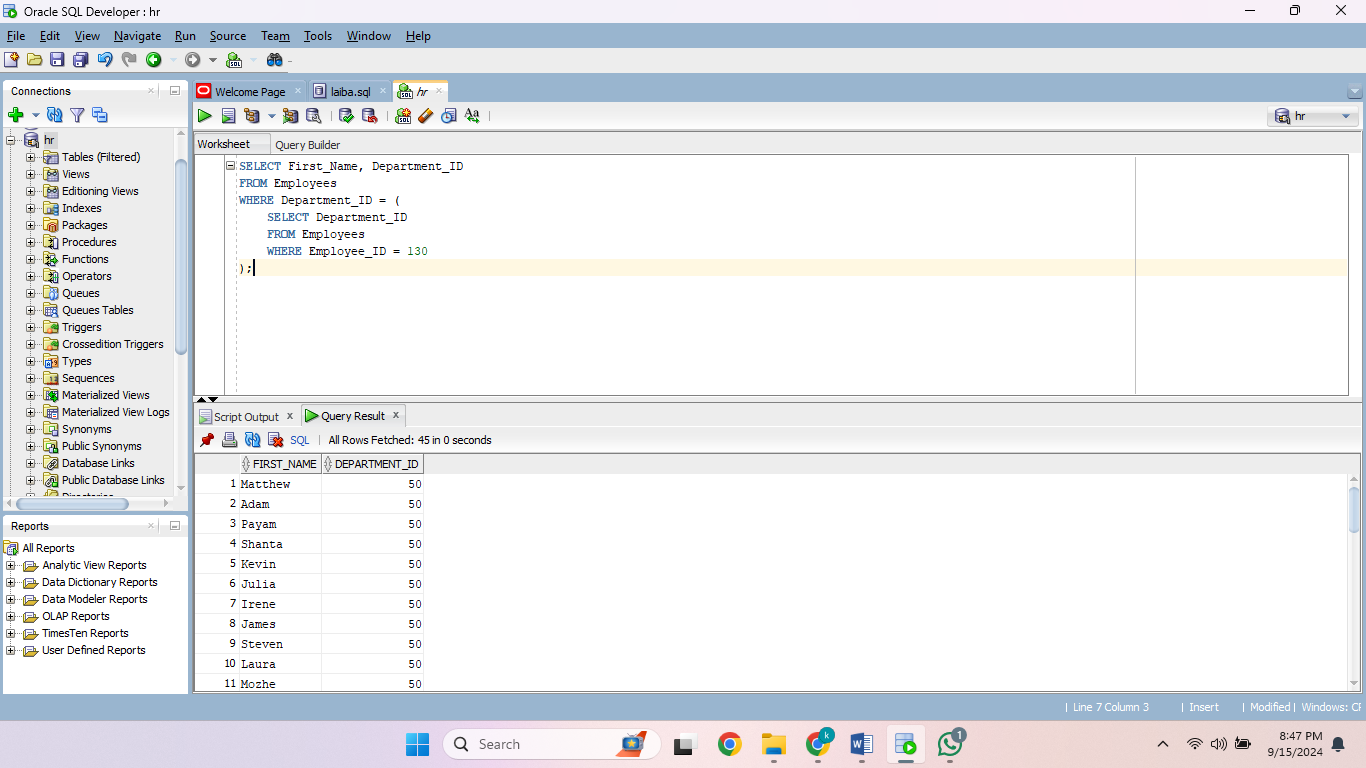 Oracle SQL Developer : hr
File Edit View Navigate Run Source Team Tools Window Help
Connections
hr
Tables (Filtered)
Views
Editioning Views
Indexes
Packages
Procedures
Functions
Operators
Queues
Queues Tables
Triggers
Crossedition Triggers
Types
Sequences
Materialized Views
Materialized View Logs
Synonyms
Public Synonyms
Database Links
Public Database Links
Reports
All Reports
Analytic View Reports
Data Dictionary Reports
Data Modeler Reports
OLAP Reports
TimesTen Reports
User Defined Reports
Welcome Page laiba.sql hr
hr
Worksheet Query Builder
SELECT First_Name, Department_ID
FROM Employees
WHERE Department_ID = (
SELECT Department_ID
FROM Employees
WHERE Employee_ID = 130
);
Script Output Query Result
SQL | All Rows Fetched: 45 in 0 seconds
FIRST_NAME DEPARTMENT_ID
1 Matthew 50
2 Adam 50
3 Payam 50
4 Shanta 50
5 Kevin 50
6 Julia 50
7 Irene 50
8 James 50
9 Steven 50
10 Laura 50
11 Mozhe 50
| Line 7 Column 3 | Insert | Modified | Windows: CF
Search
k
1
8:47 PM
9/15/2024